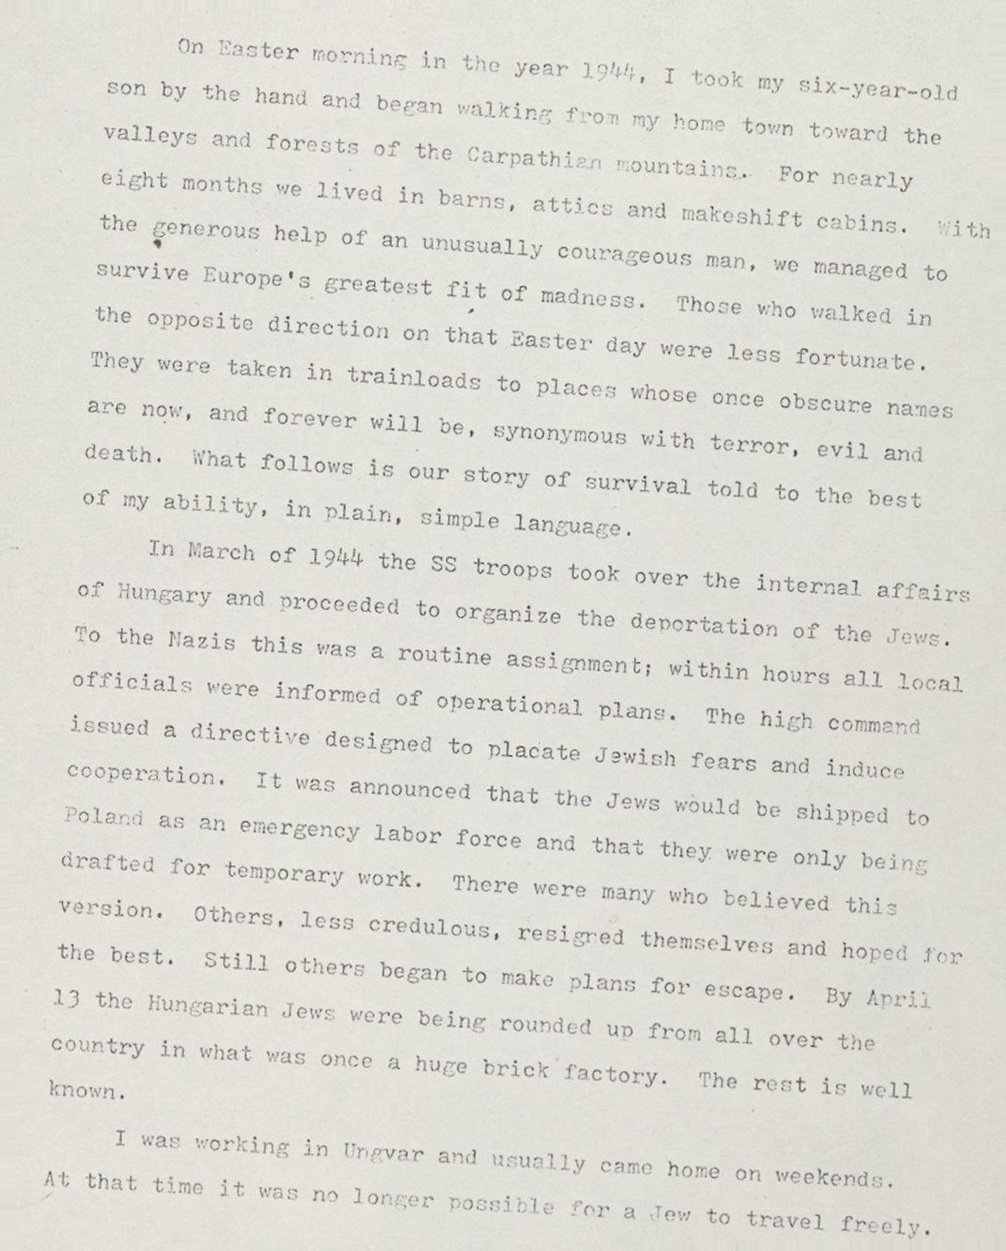 On Easter morning in the year 1944, I took my six-year-old
son by the hand and began walking from my home town toward the
valleys and forests of the Carpathian mountains. For nearly
eight months we lived in barns, attics and makeshift cabins. With
the generous help of an unusually courageous man, we managed to
survive Europe's greatest fit of madness. Those who walked in
the opposite direction on that Easter day were less fortunate.
They were taken in trainloads to places whose once obscure names
are now, and forever will be, synonymous with terror, evil and
death. What follows is our story of survival told to the best
of my ability, in plain, simple language.
In March of 1944 the SS troops took over the internal affairs
of Hungary and proceeded to organize the deportation of the Jews.
To the Nazis this was a routine assignment; within hours all local
officials were informed of operational plans. The high command
issued a directive designed to placate Jewish fears and induce
cooperation. It was announced that the Jews would be shipped to
Poland as an emergency labor force and that they were only being
drafted for temporary work. There were many who believed this
version. Others, less credulous, resigred themselves and hoped for
the best. Still others began to make plans for escape. By April
13 the Hungarian Jews were being rounded up from all over the
country in what was once a huge brick factory. The rest is well
known.
I was working in Ungvar and usually came home on weekends.
At that time it was no longer possible for a Jew to travel freely.